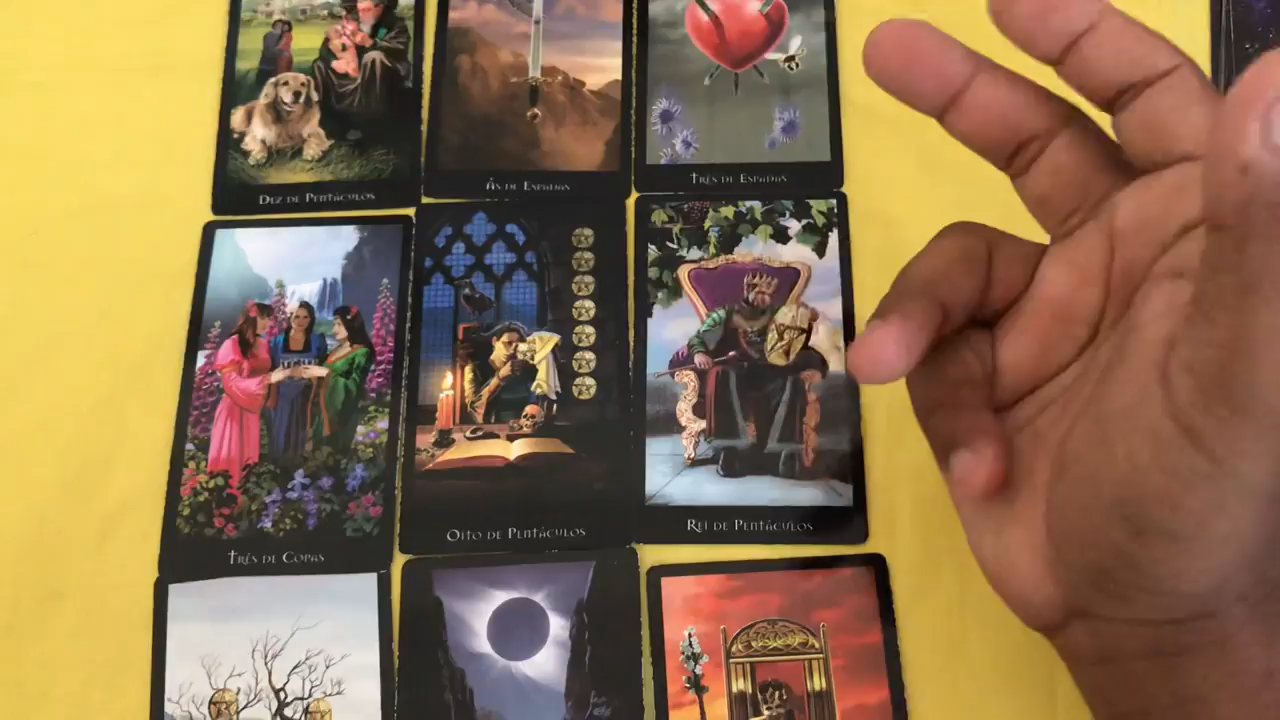 Dez de Pentáculos
Ás de Espadas
Três de Espadas
Três de Copas
Oito de Pentáculos
Rei de Pentáculos